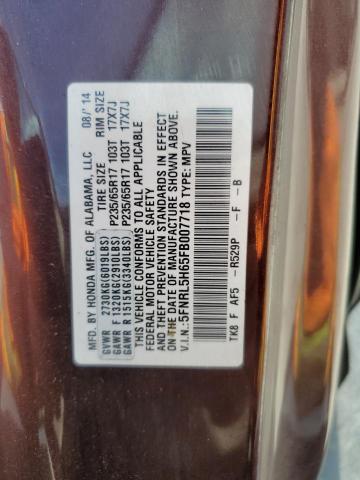 MFD. BY HONDA MFG. OF ALABAMA, LLC 08/'14
TIRE SIZE RIM SIZE
GVWR 2730KG(6019LBS)
GAWR F 1320KG(2910LBS) P235/65R17 103T 17X7J
GAWR R 1515KG(3340LBS) P235/65R17 103T 17X7J
THIS VEHICLE CONFORMS TO ALL APPLICABLE
FEDERAL MOTOR VEHICLE SAFETY
AND THEFT PREVENTION STANDARDS IN EFFECT
ON THE DATE OF MANUFACTURE SHOWN ABOVE.
V.I.N.:5FNRL5H65FB007718 TYPE: MPV
TK8 F AF5 -R529P -F -B